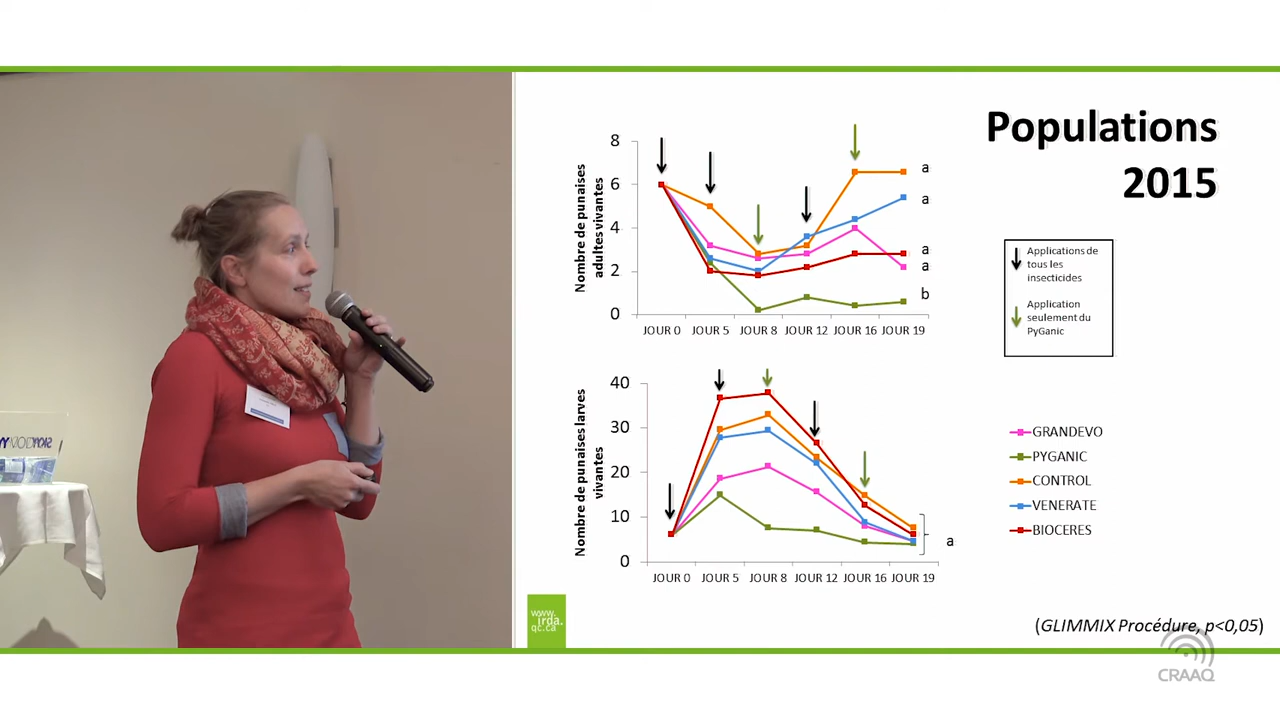 Populations
2015
Nombre de punaises
adultes vivantes
8
6
4
2
0
a
a
a
a
b
JOUR 0 JOUR 5 JOUR 8 JOUR 12 JOUR 16 JOUR 19
Applications de
tous les
insecticides
Application
seulement du
PyGanic
Nombre de punaises larves
vivantes
40
30
20
10
0
a
JOUR 0 JOUR 5 JOUR 8 JOUR 12 JOUR 16 JOUR 19
GRANDEVO
PYGANIC
CONTROL
VENERATE
BIOCERES
www.
irda.
qc.ca
(GLIMMIX Procédure, p<0,05)
CRAAQ